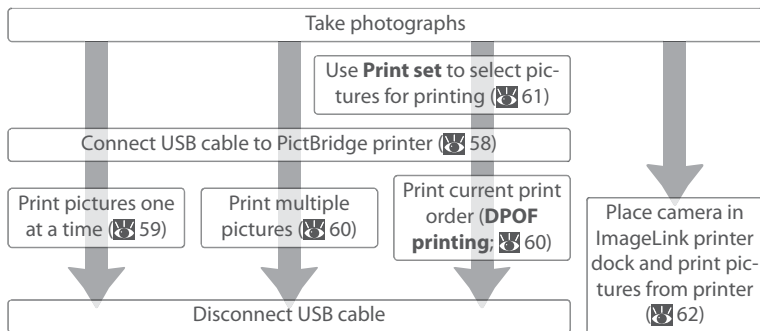 Take photographs
Use Print set to select pic-
tures for printing (61)
Connect USB cable to PictBridge printer (58)
Print pictures one
at a time (59)
Print multiple
pictures (60)
Print current print
order (DPOF
printing; 60)
Place camera in
ImageLink printer
dock and print pic-
tures from printer
(62)
Disconnect USB cable